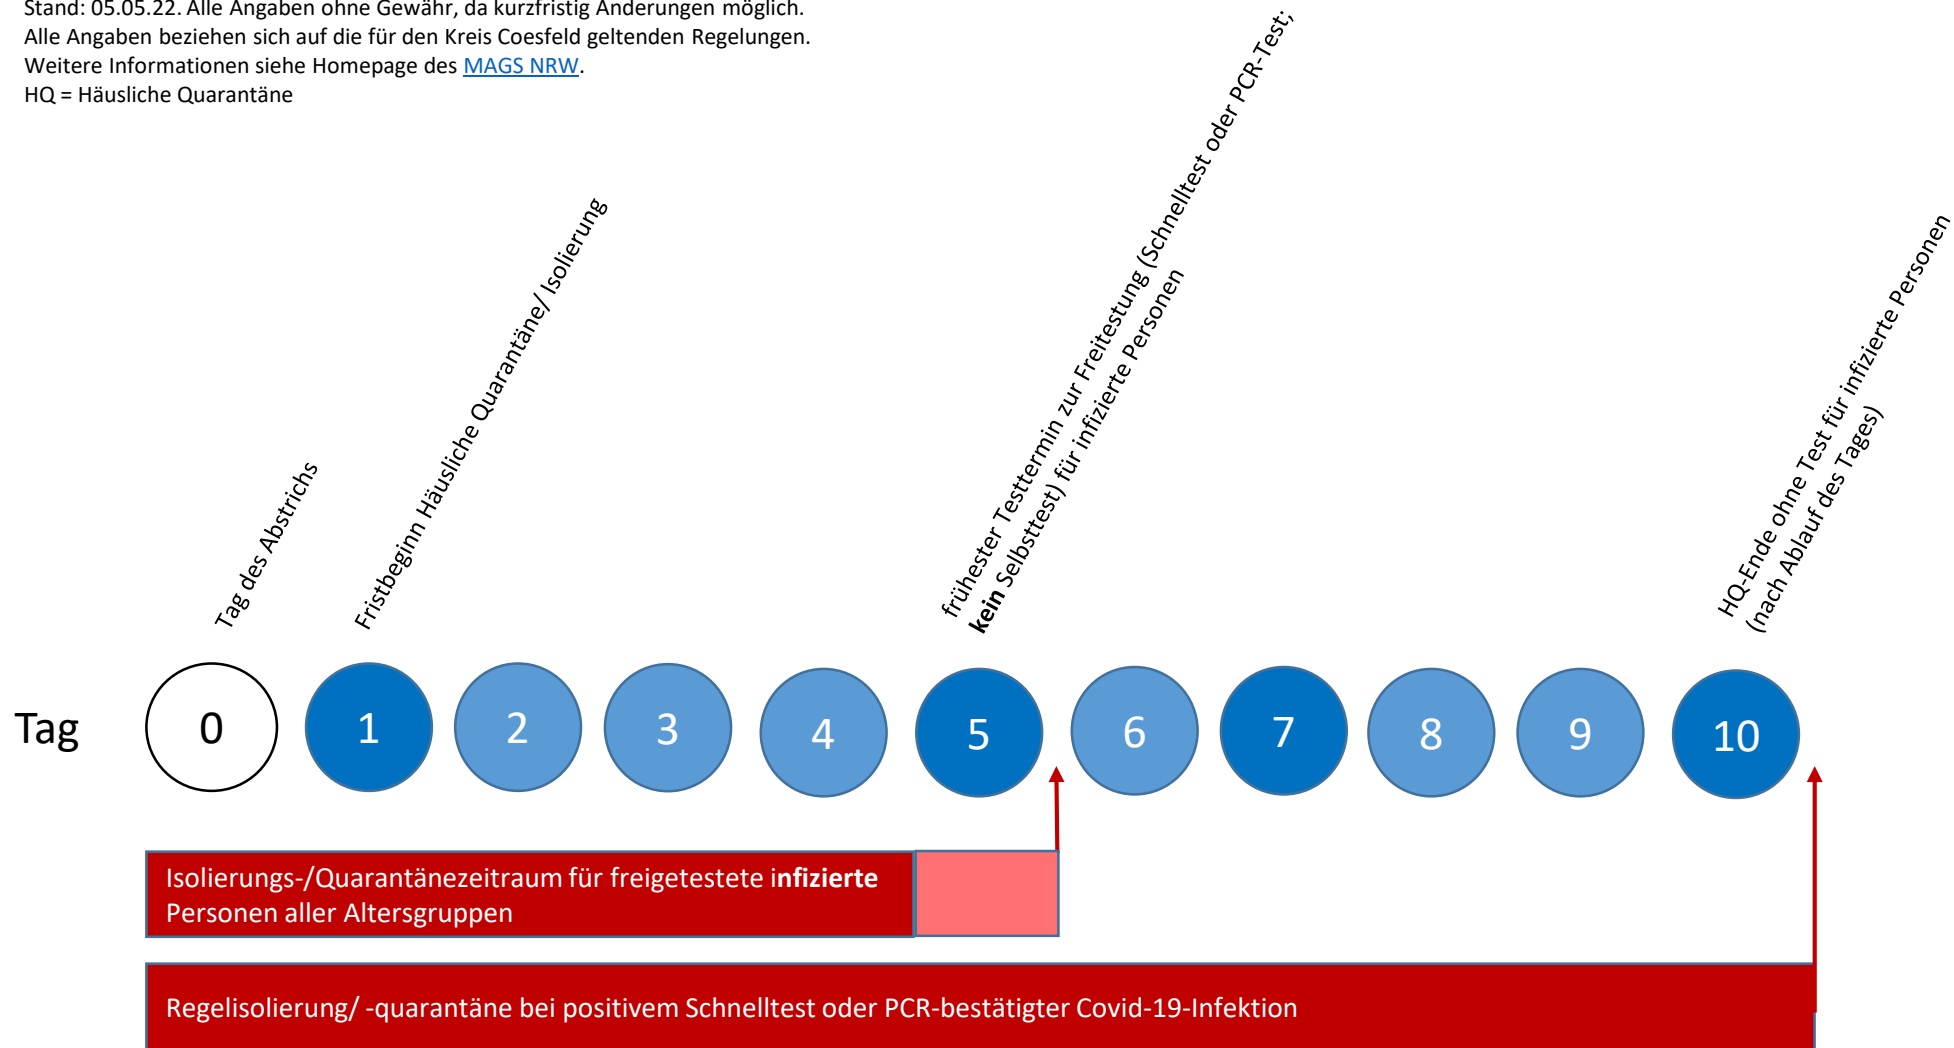 Stand: 05.05.22. Alle Angaben ohne Gewähr, da kurzfristig Änderungen möglich.
Alle Angaben beziehen sich auf die für den Kreis Coesfeld geltenden Regelungen.
Weitere Informationen siehe Homepage des MAGS NRW.
HQ = Häusliche Quarantäne
Tag des Abstrichs
Fristbeginn Häusliche Quarantäne/ Isolierung
frühester Testtermin zur Freitestung (Schnelltest oder PCR-Test;
kein Selbsttest) für infizierte Personen
HQ-Ende ohne Test für infizierte Personen
(nach Ablauf des Tages)
Tag 0 1 2 3 4 5 6 7 8 9 10
Isolierungs-/Quarantänezeitraum für freigetestete infizierte
Personen aller Altersgruppen
Regelisolierung/ -quarantäne bei positivem Schnelltest oder PCR-bestätigter Covid-19-Infektion